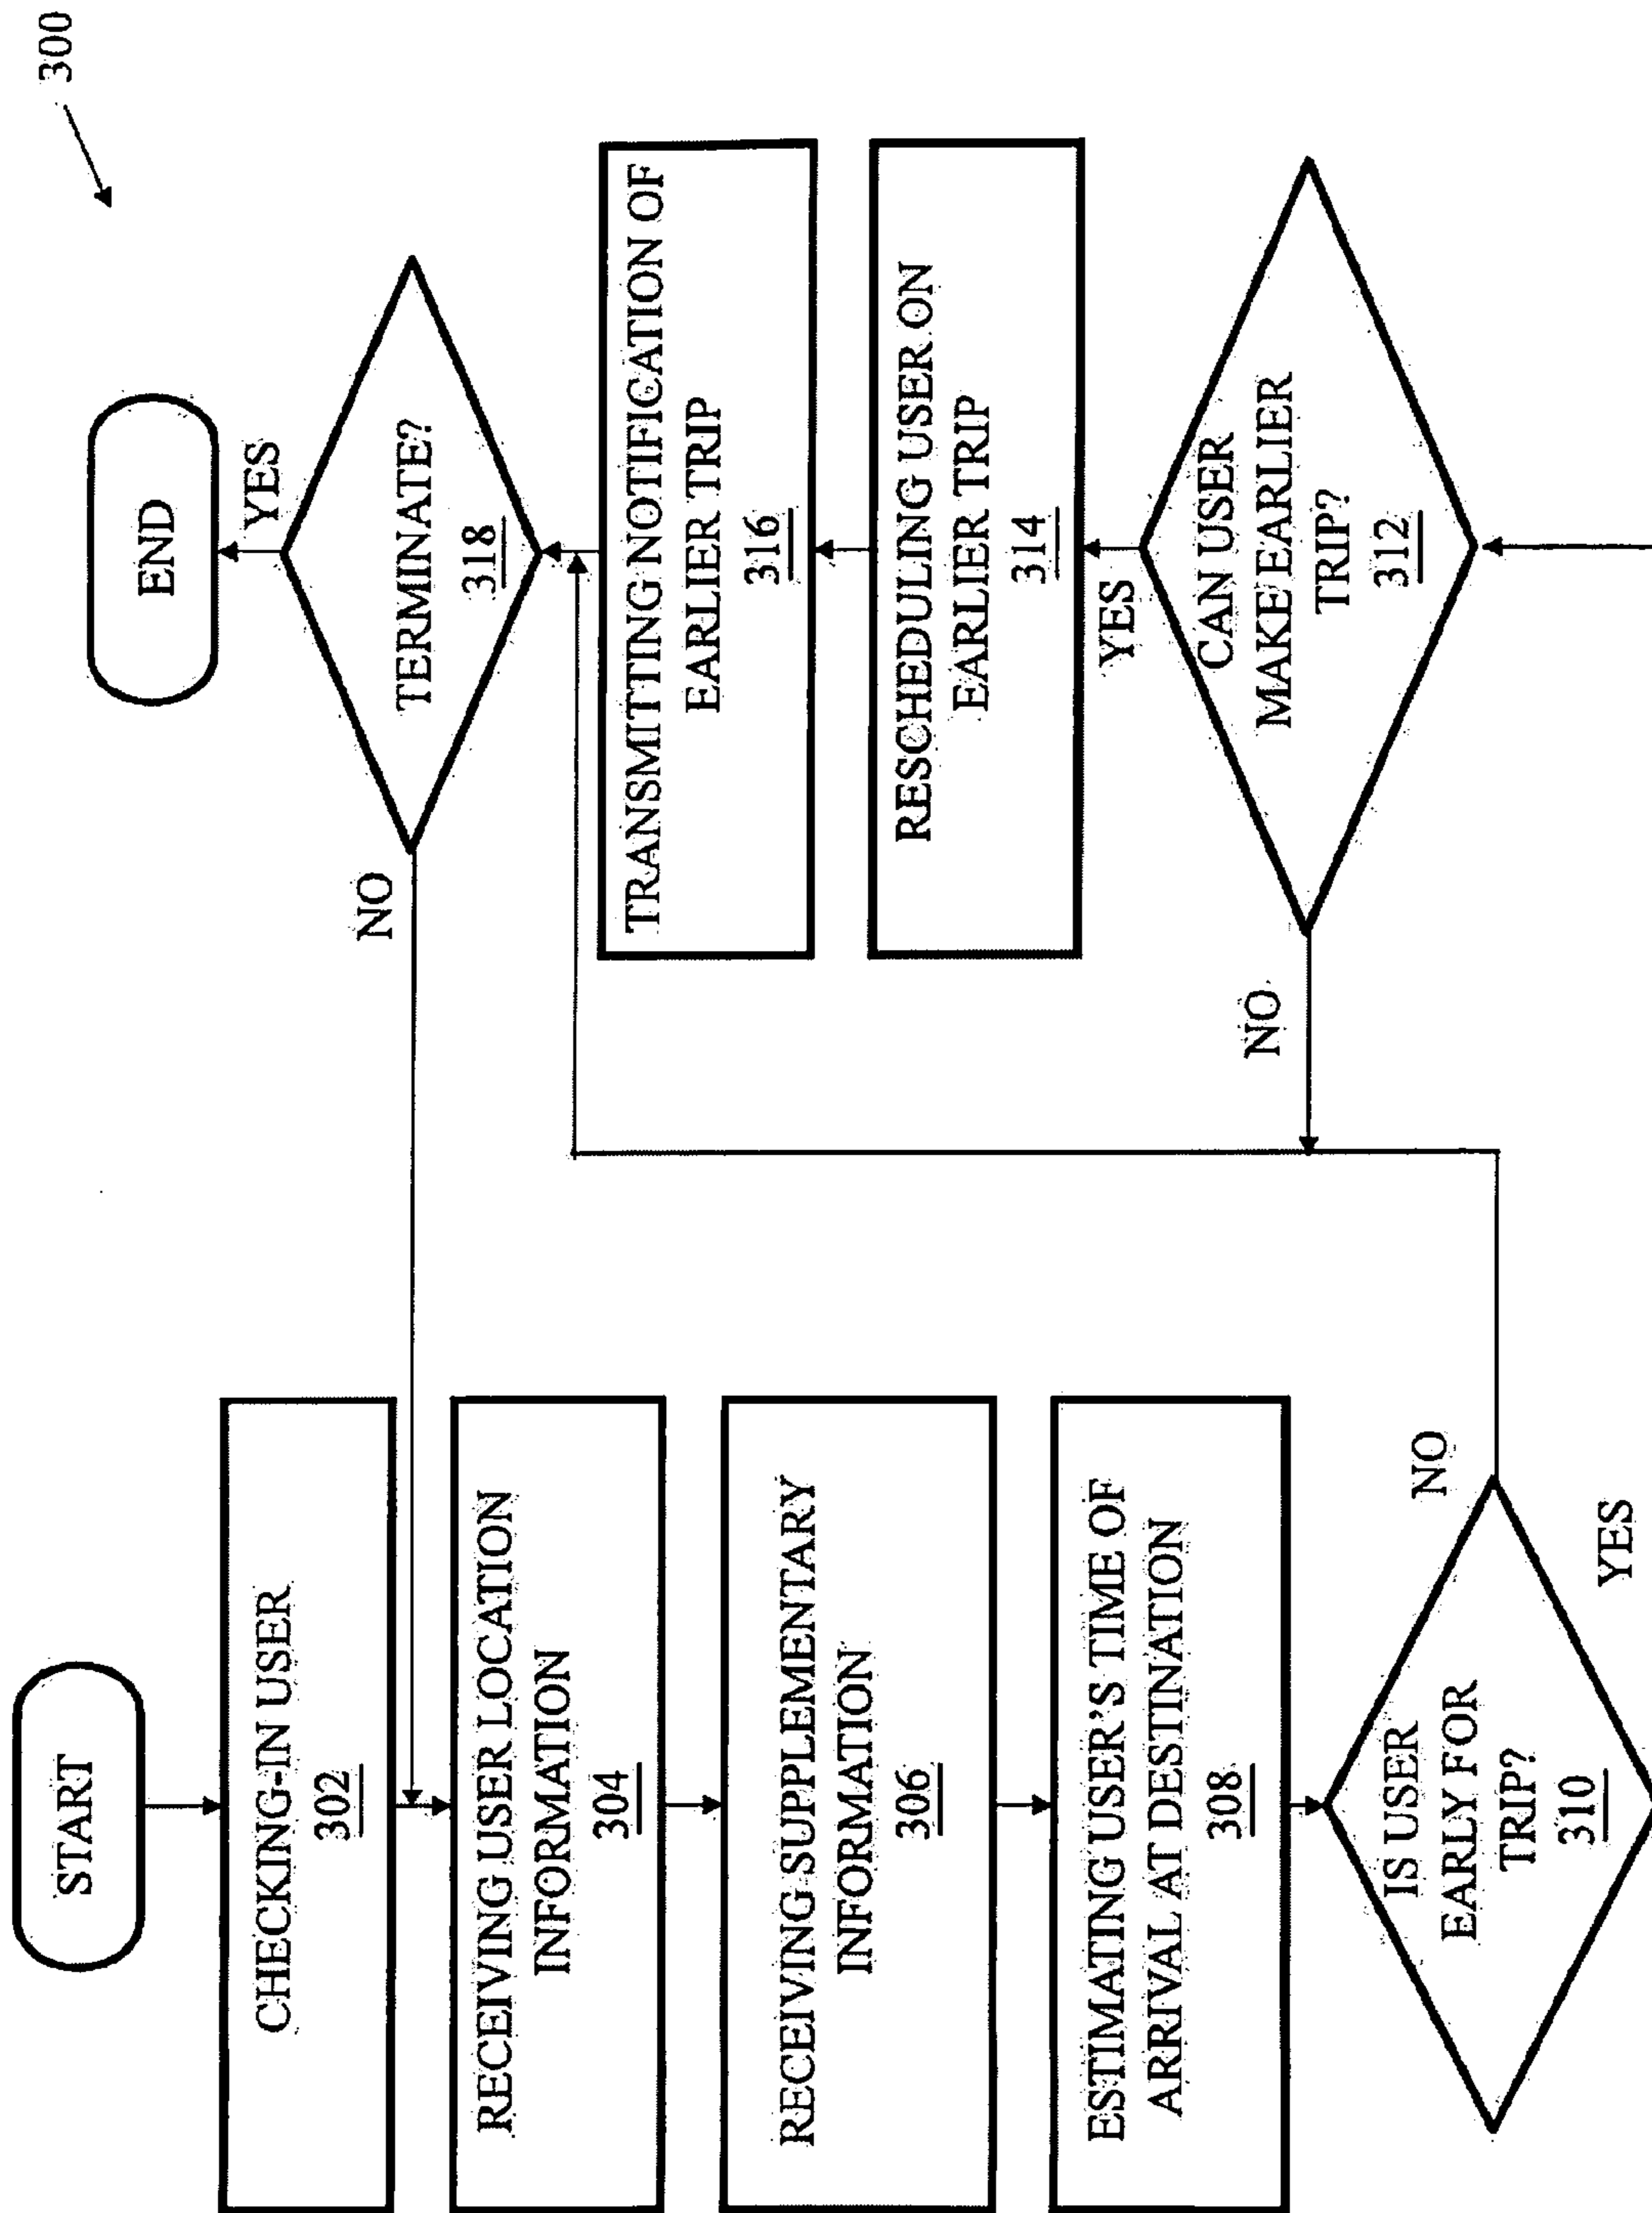 300
START
CHECKING-IN USER
302
RECEIVING USER LOCATION
INFORMATION
304
RECEIVING SUPPLEMENTARY
INFORMATION
306
ESTIMATING USER'S TIME OF
ARRIVAL AT DESTINATION
308
IS USER
EARLY FOR
TRIP?
310
NO
YES
CAN USER
MAKE EARLIER
TRIP?
312
NO
YES
RESCHEDULING USER ON
EARLIER TRIP
314
TRANSMITTING NOTIFICATION OF
EARLIER TRIP
316
TERMINATE?
318
NO
YES
END